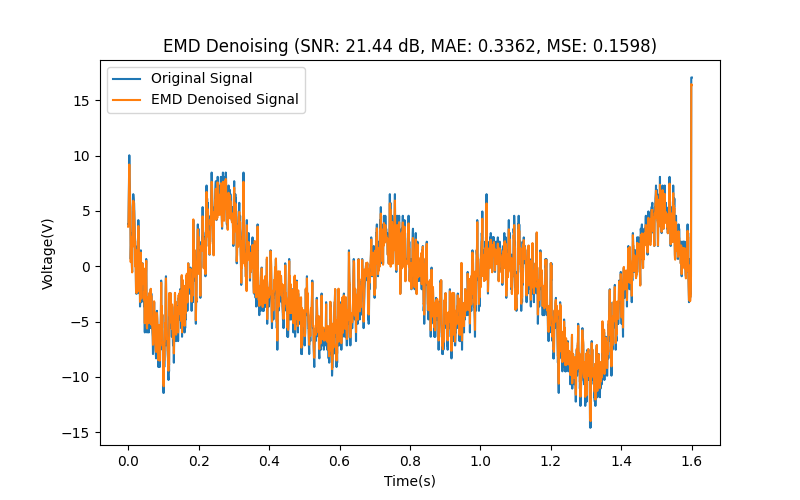 EMD Denoising (SNR: 21.44 dB, MAE: 0.3362, MSE: 0.1598)
Original Signal
EMD Denoised Signal
15
10
5
0
−5
−10
−15
Voltage(V)
0.0 0.2 0.4 0.6 0.8 1.0 1.2 1.4 1.6
Time(s)